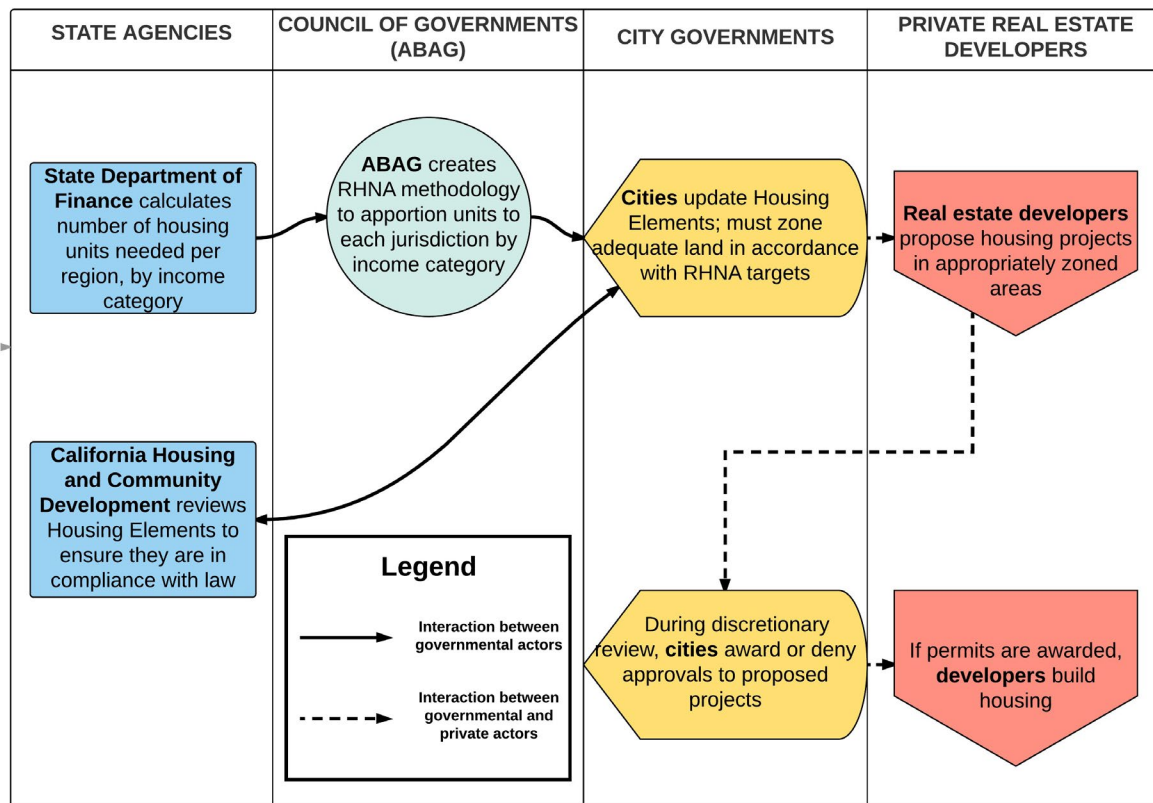 STATE AGENCIES
COUNCIL OF GOVERNMENTS
(ABAG)
CITY GOVERNMENTS
PRIVATE REAL ESTATE
DEVELOPERS
State Department of
Finance calculates
number of housing
units needed per
region, by income
category
ABAG creates
RHNA methodology
to apportion units to
each jurisdiction by
income category
Cities update Housing
Elements; must zone
adequate land in accordance
with RHNA targets
Real estate developers
propose housing projects
in appropriately zoned
areas
California Housing
and Community
Development reviews
Housing Elements to
ensure they are in
compliance with law
Legend
Interaction between
governmental actors
Interaction between
governmental and
private actors
During discretionary
review, cities award or deny
approvals to proposed
projects
If permits are awarded,
developers build
housing